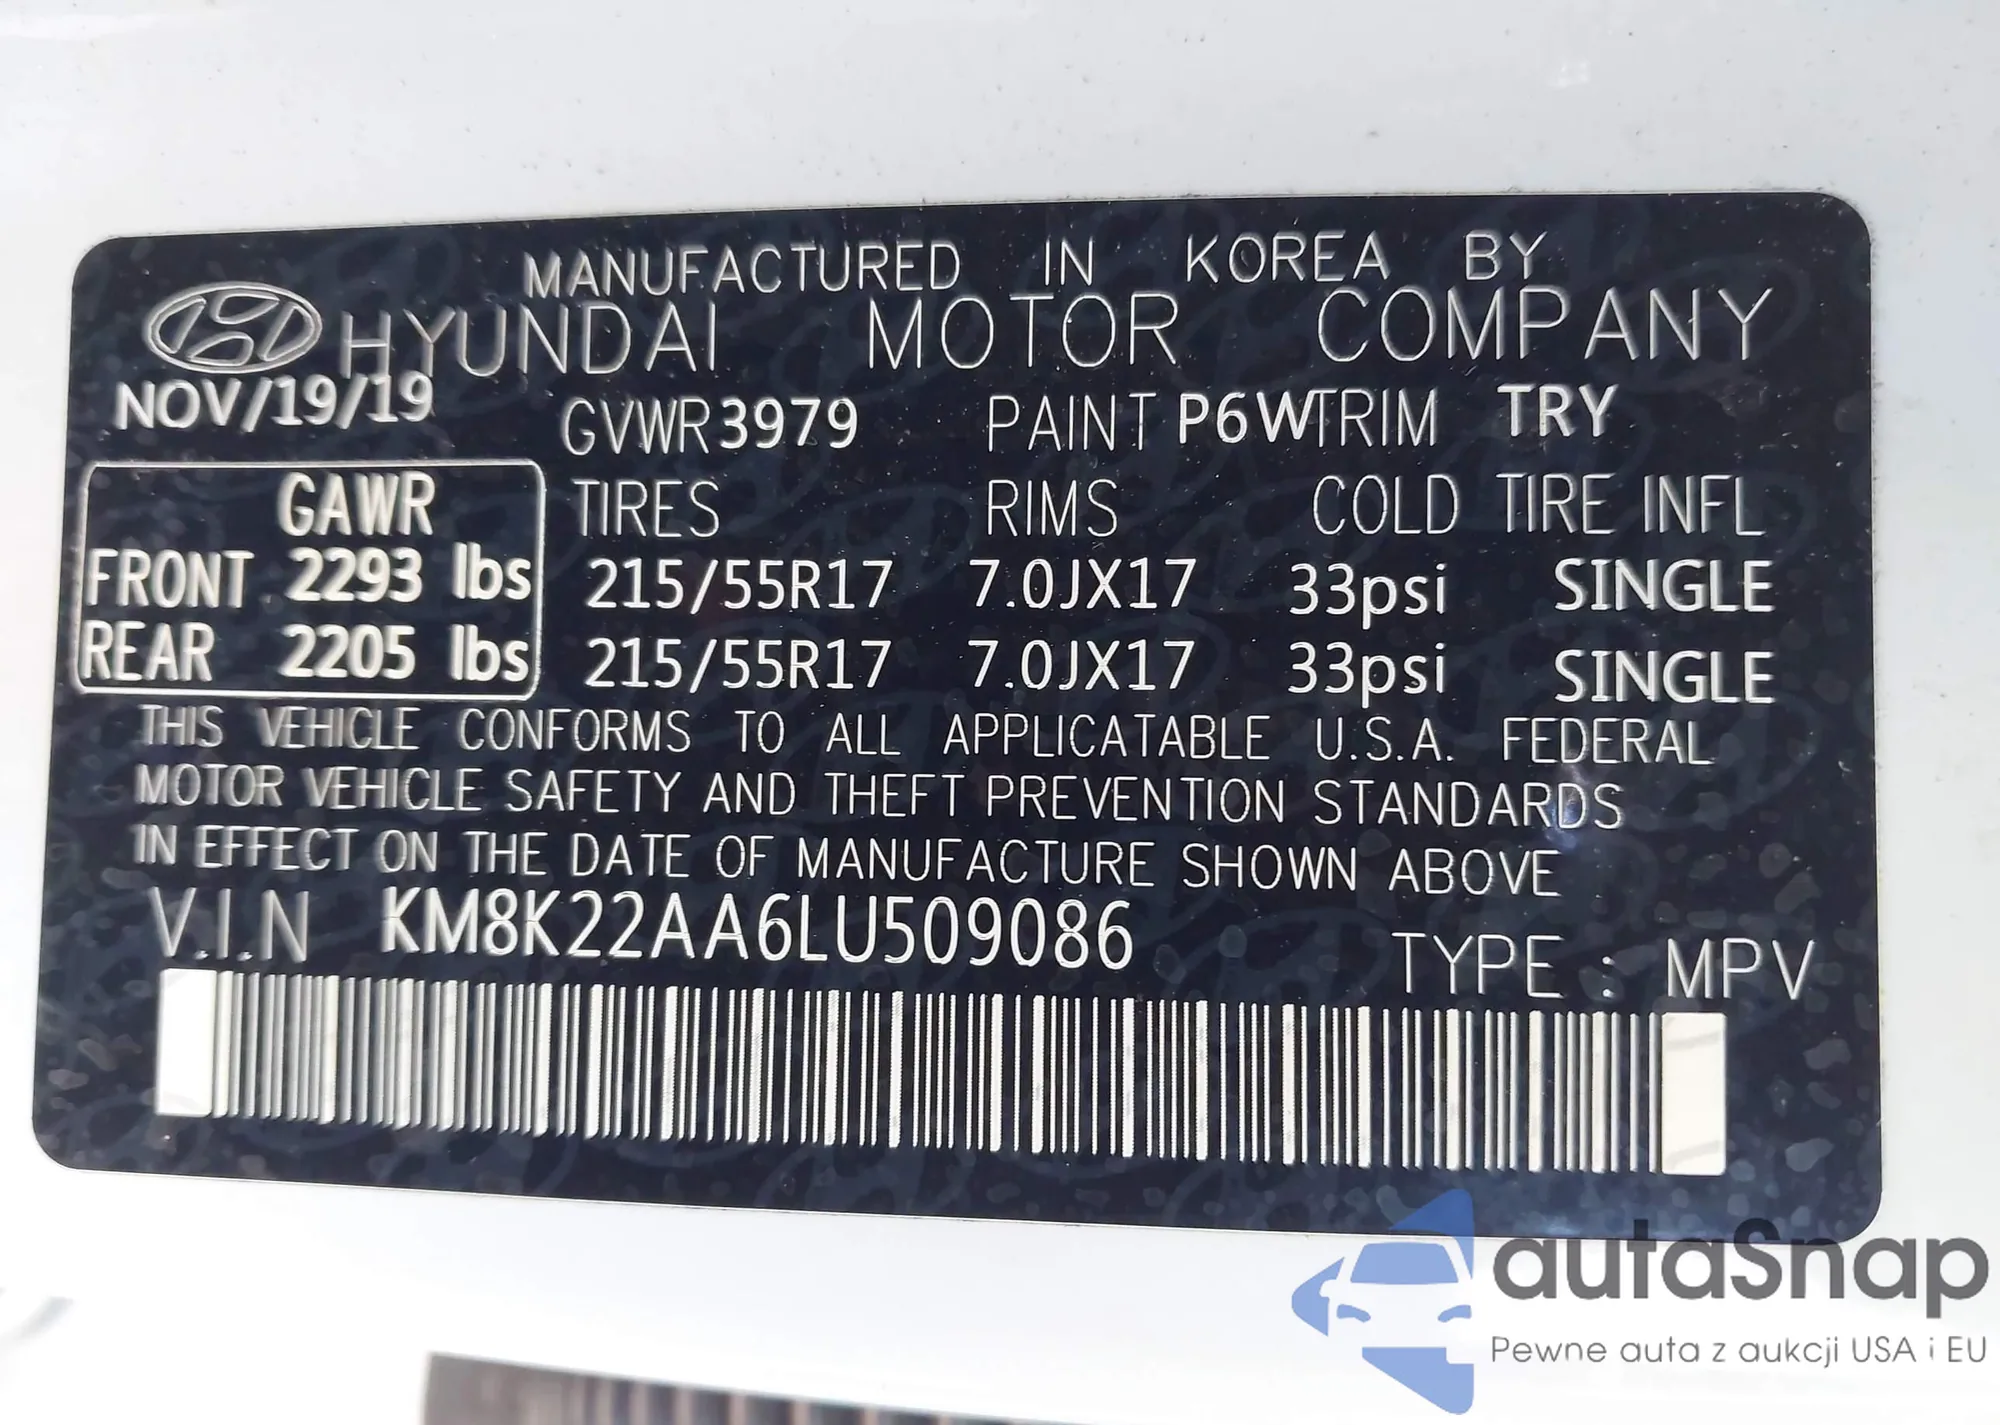 MANUFACTURED IN KOREA BY
HYUNDAI MOTOR COMPANY
NOV/19/19 GVWR 3979 PAINT P6W TRIM TRY
GAWR TIRES RIMS COLD TIRE INFL
FRONT 2293 lbs 215/55R17 7.0JX17 33psi SINGLE
REAR 2205 lbs 215/55R17 7.0JX17 33psi SINGLE
THIS VEHICLE CONFORMS TO ALL APPLICATABLE U.S.A. FEDERAL
MOTOR VEHICLE SAFETY AND THEFT PREVENTION STANDARDS
IN EFFECT ON THE DATE OF MANUFACTURE SHOWN ABOVE
V.I.N KM8K22AA6LU509086
TYPE : MPV
autaSnap
Pewne auta z aukcji USA i EU